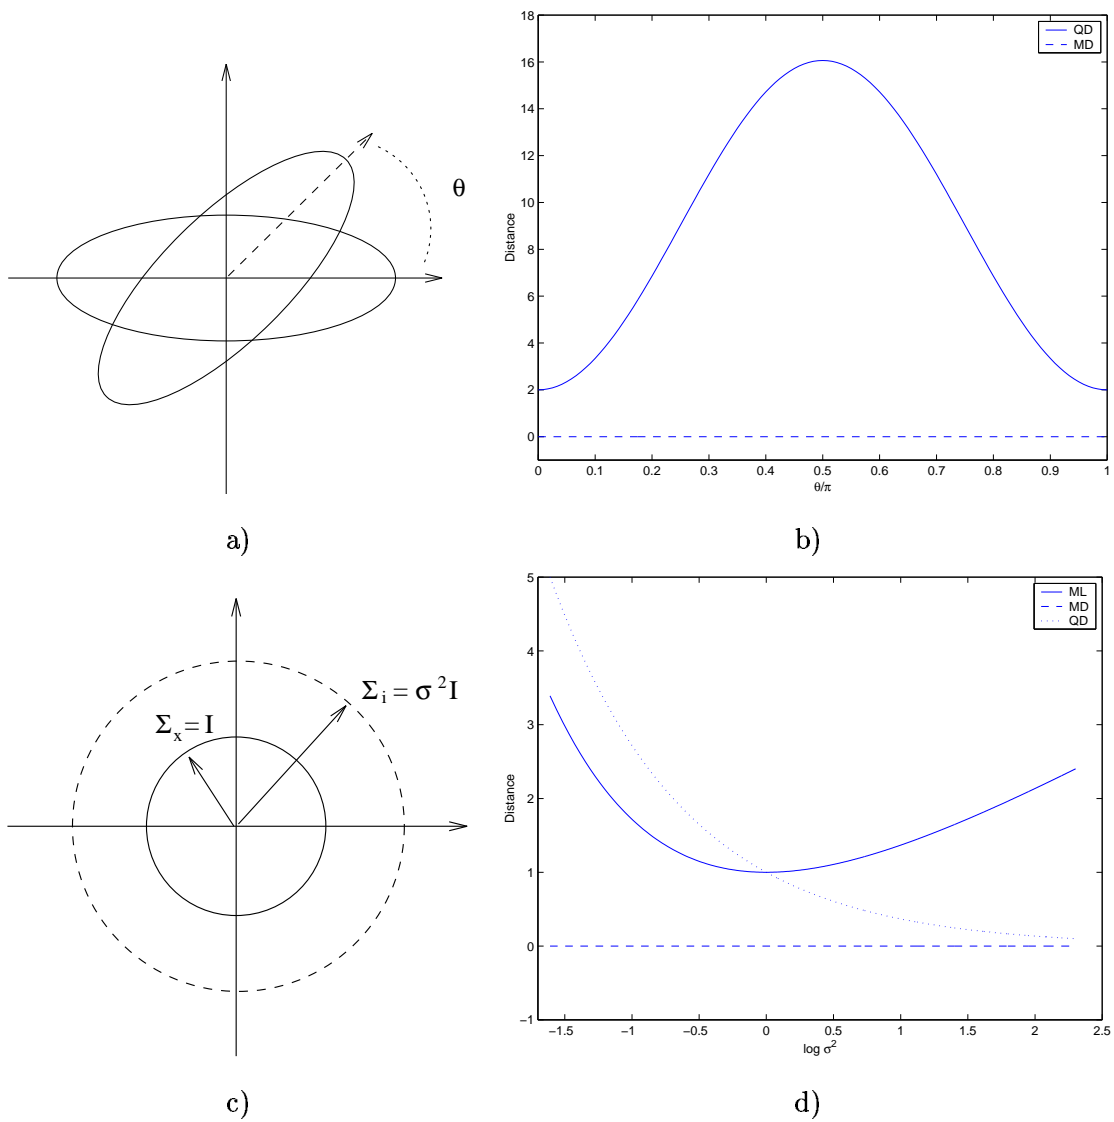 θ
a)
18
16
14
12
10
8
6
4
2
0
Distance
QD
MD
0 0.1 0.2 0.3 0.4 0.5 0.6 0.7 0.8 0.9 1
θ/π
b)
Σx = I
Σi = σ²I
c)
5
4
3
2
1
0
−1
Distance
ML
MD
QD
−1.5 −1 −0.5 0 0.5 1 1.5 2 2.5
log σ²
d)